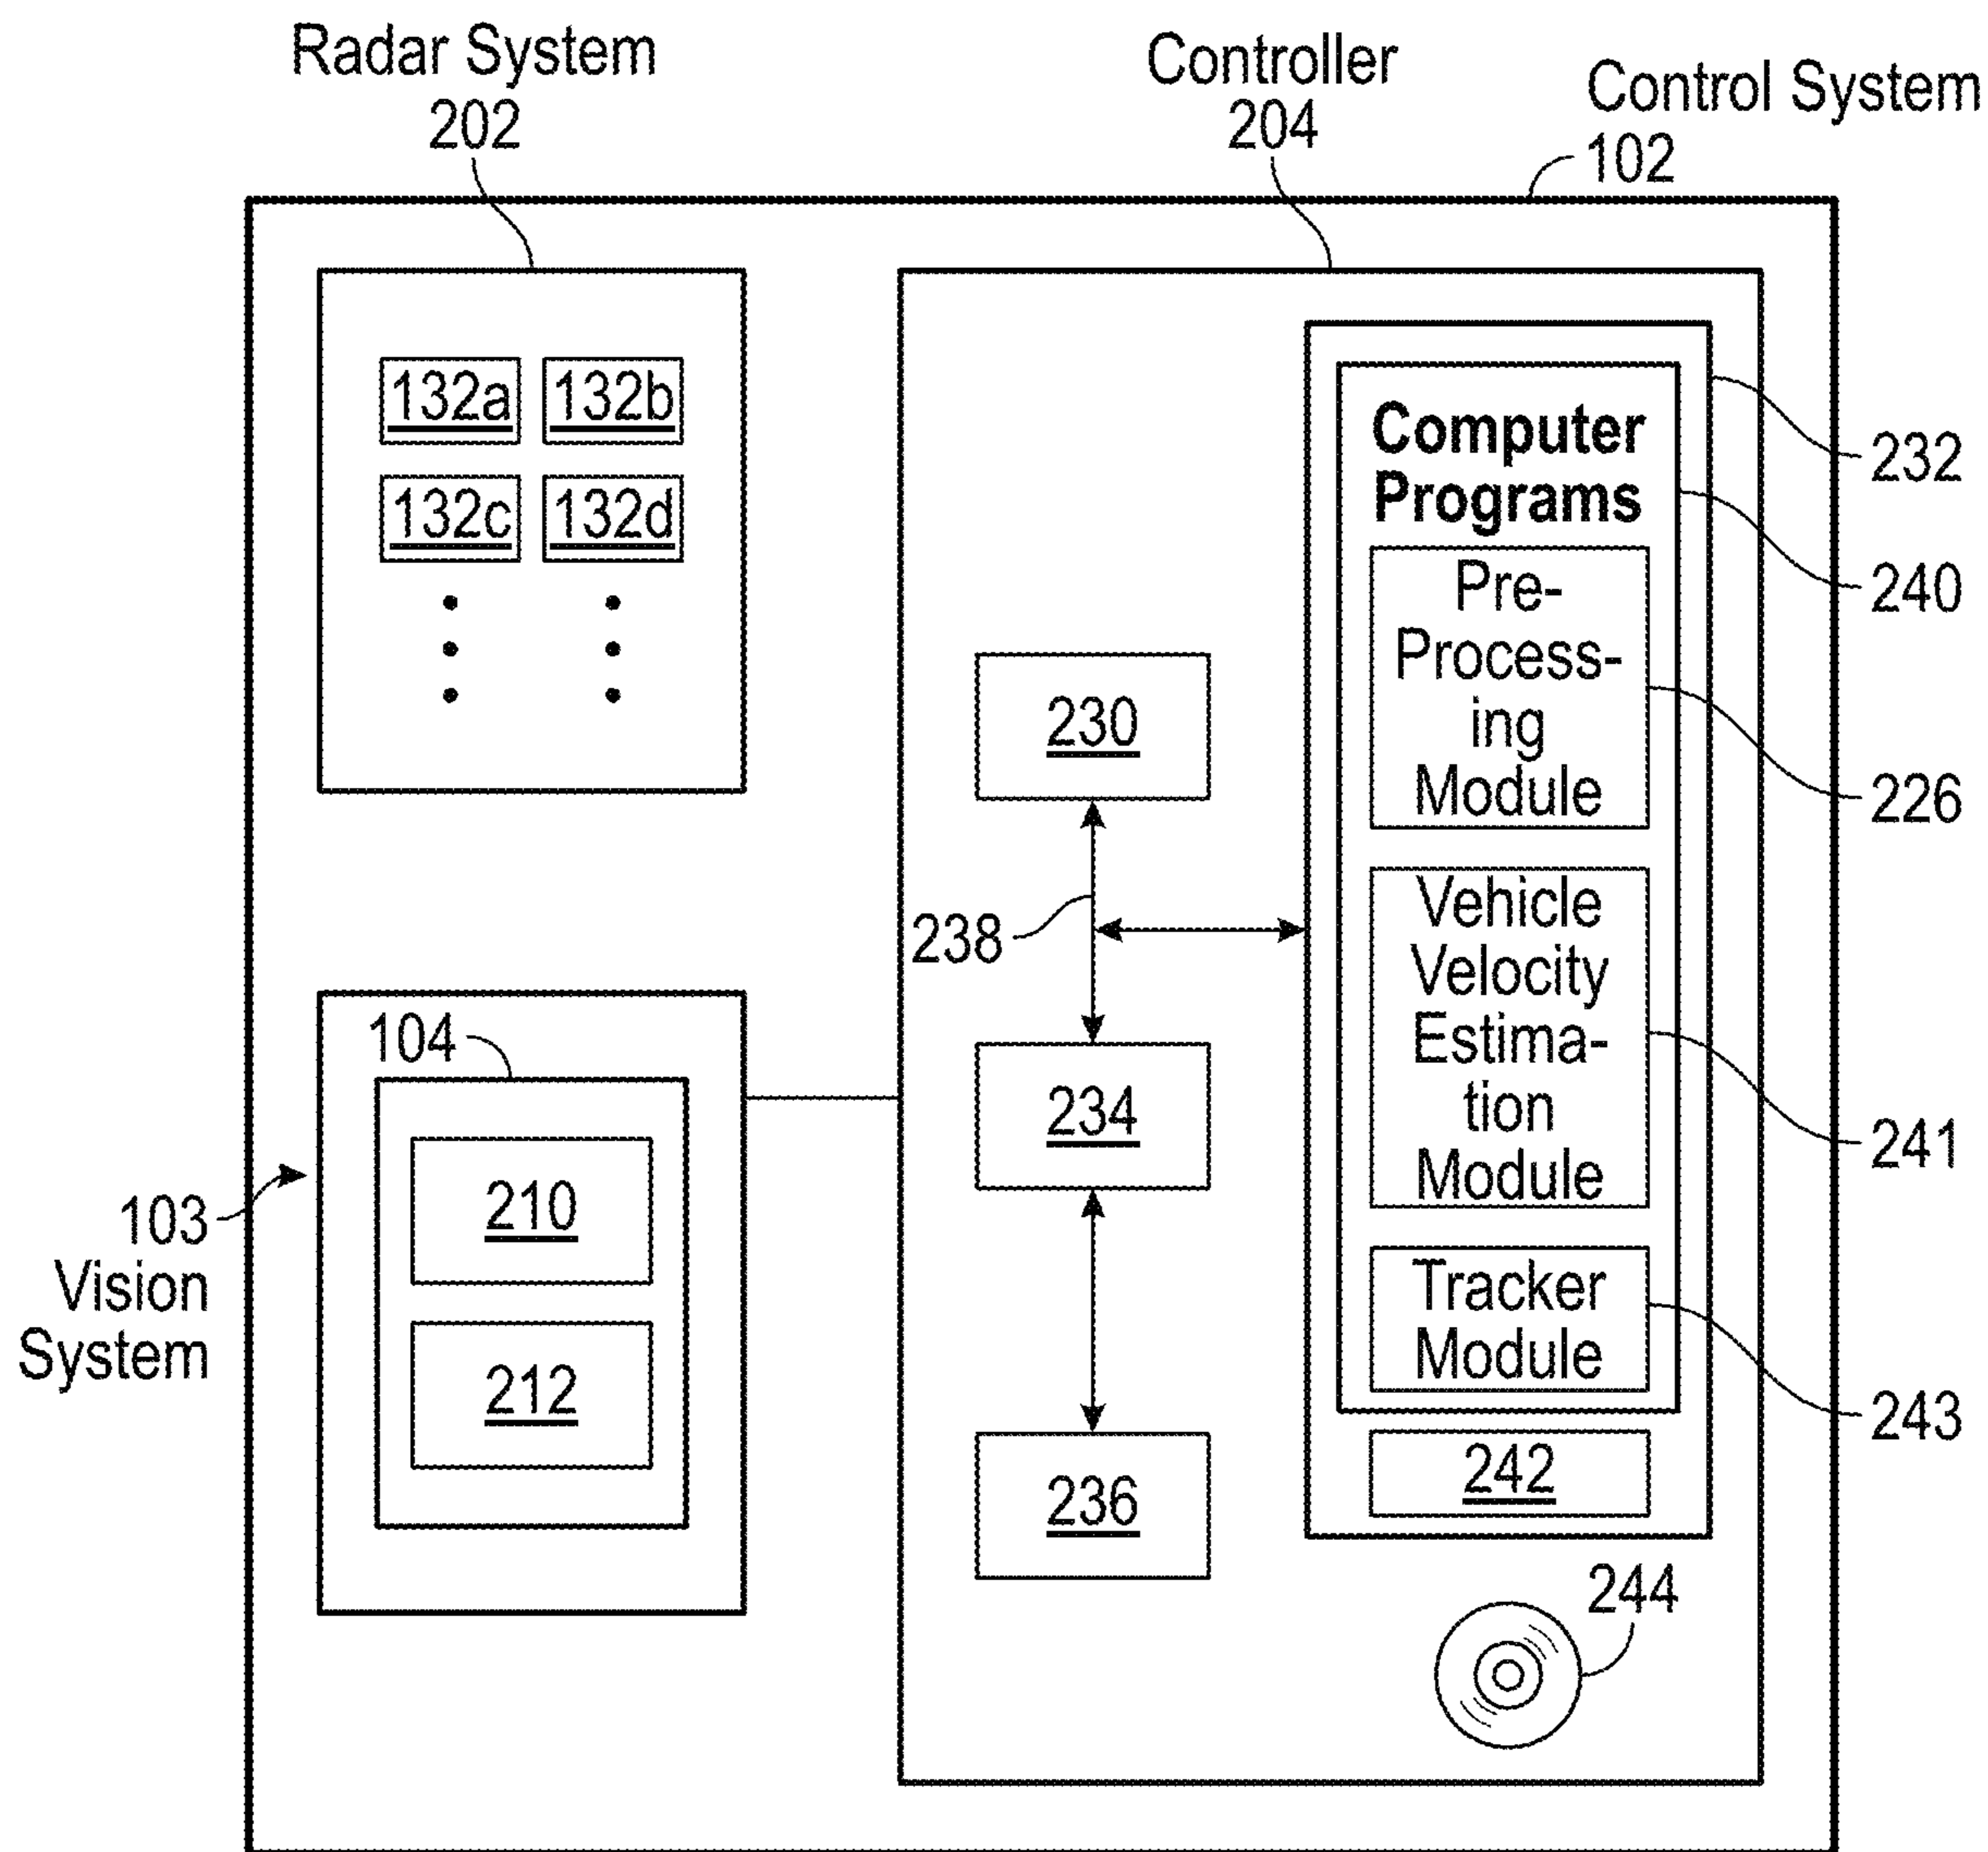 Radar System
202
Controller
204
Control System
102
132a
132b
132c
132d
Computer
Programs
232
240
Pre-
Process-
ing
Module
226
230
238
Vehicle
Velocity
Estima-
tion
Module
241
104
234
210
103
Vision
System
212
Tracker
Module
243
236
242
244